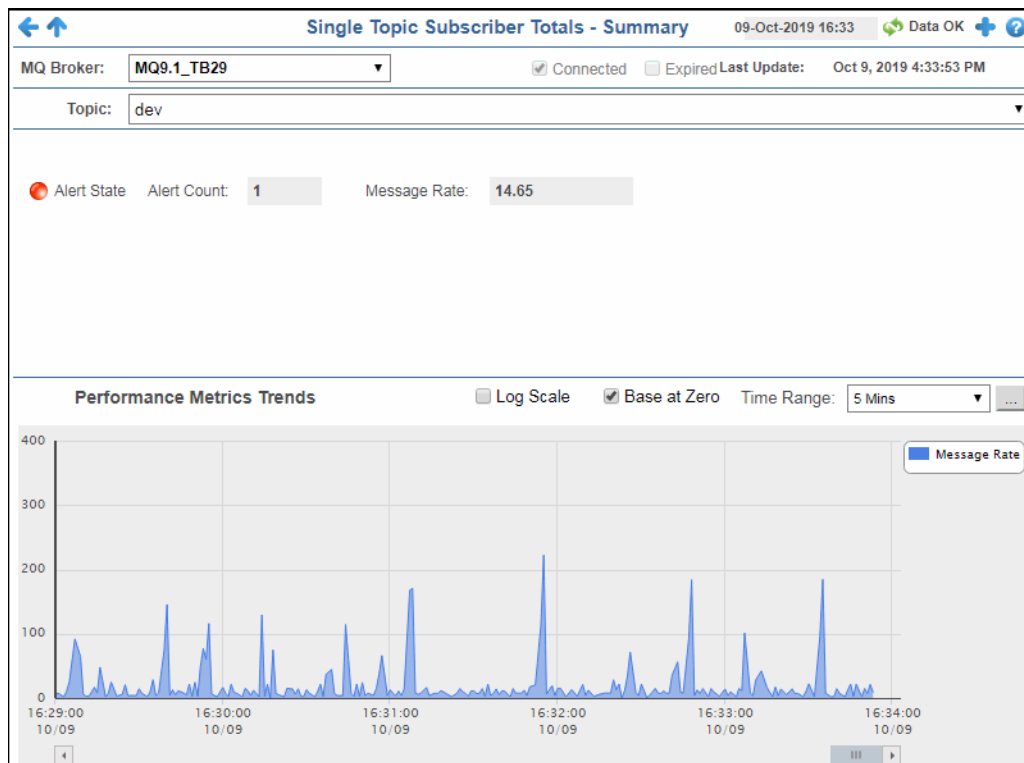 Single Topic Subscriber Totals - Summary 09-Oct-2019 16:33 Data OK
MQ Broker: MQ9.1_TB29 Connected Expired Last Update: Oct 9, 2019 4:33:53 PM
Topic: dev
Alert State Alert Count: 1 Message Rate: 14.65
Performance Metrics Trends Log Scale Base at Zero Time Range: 5 Mins ...
400
Message Rate
300
200
100
0
16:29:00 16:30:00 16:31:00 16:32:00 16:33:00 16:34:00
10/09 10/09 10/09 10/09 10/09 10/09